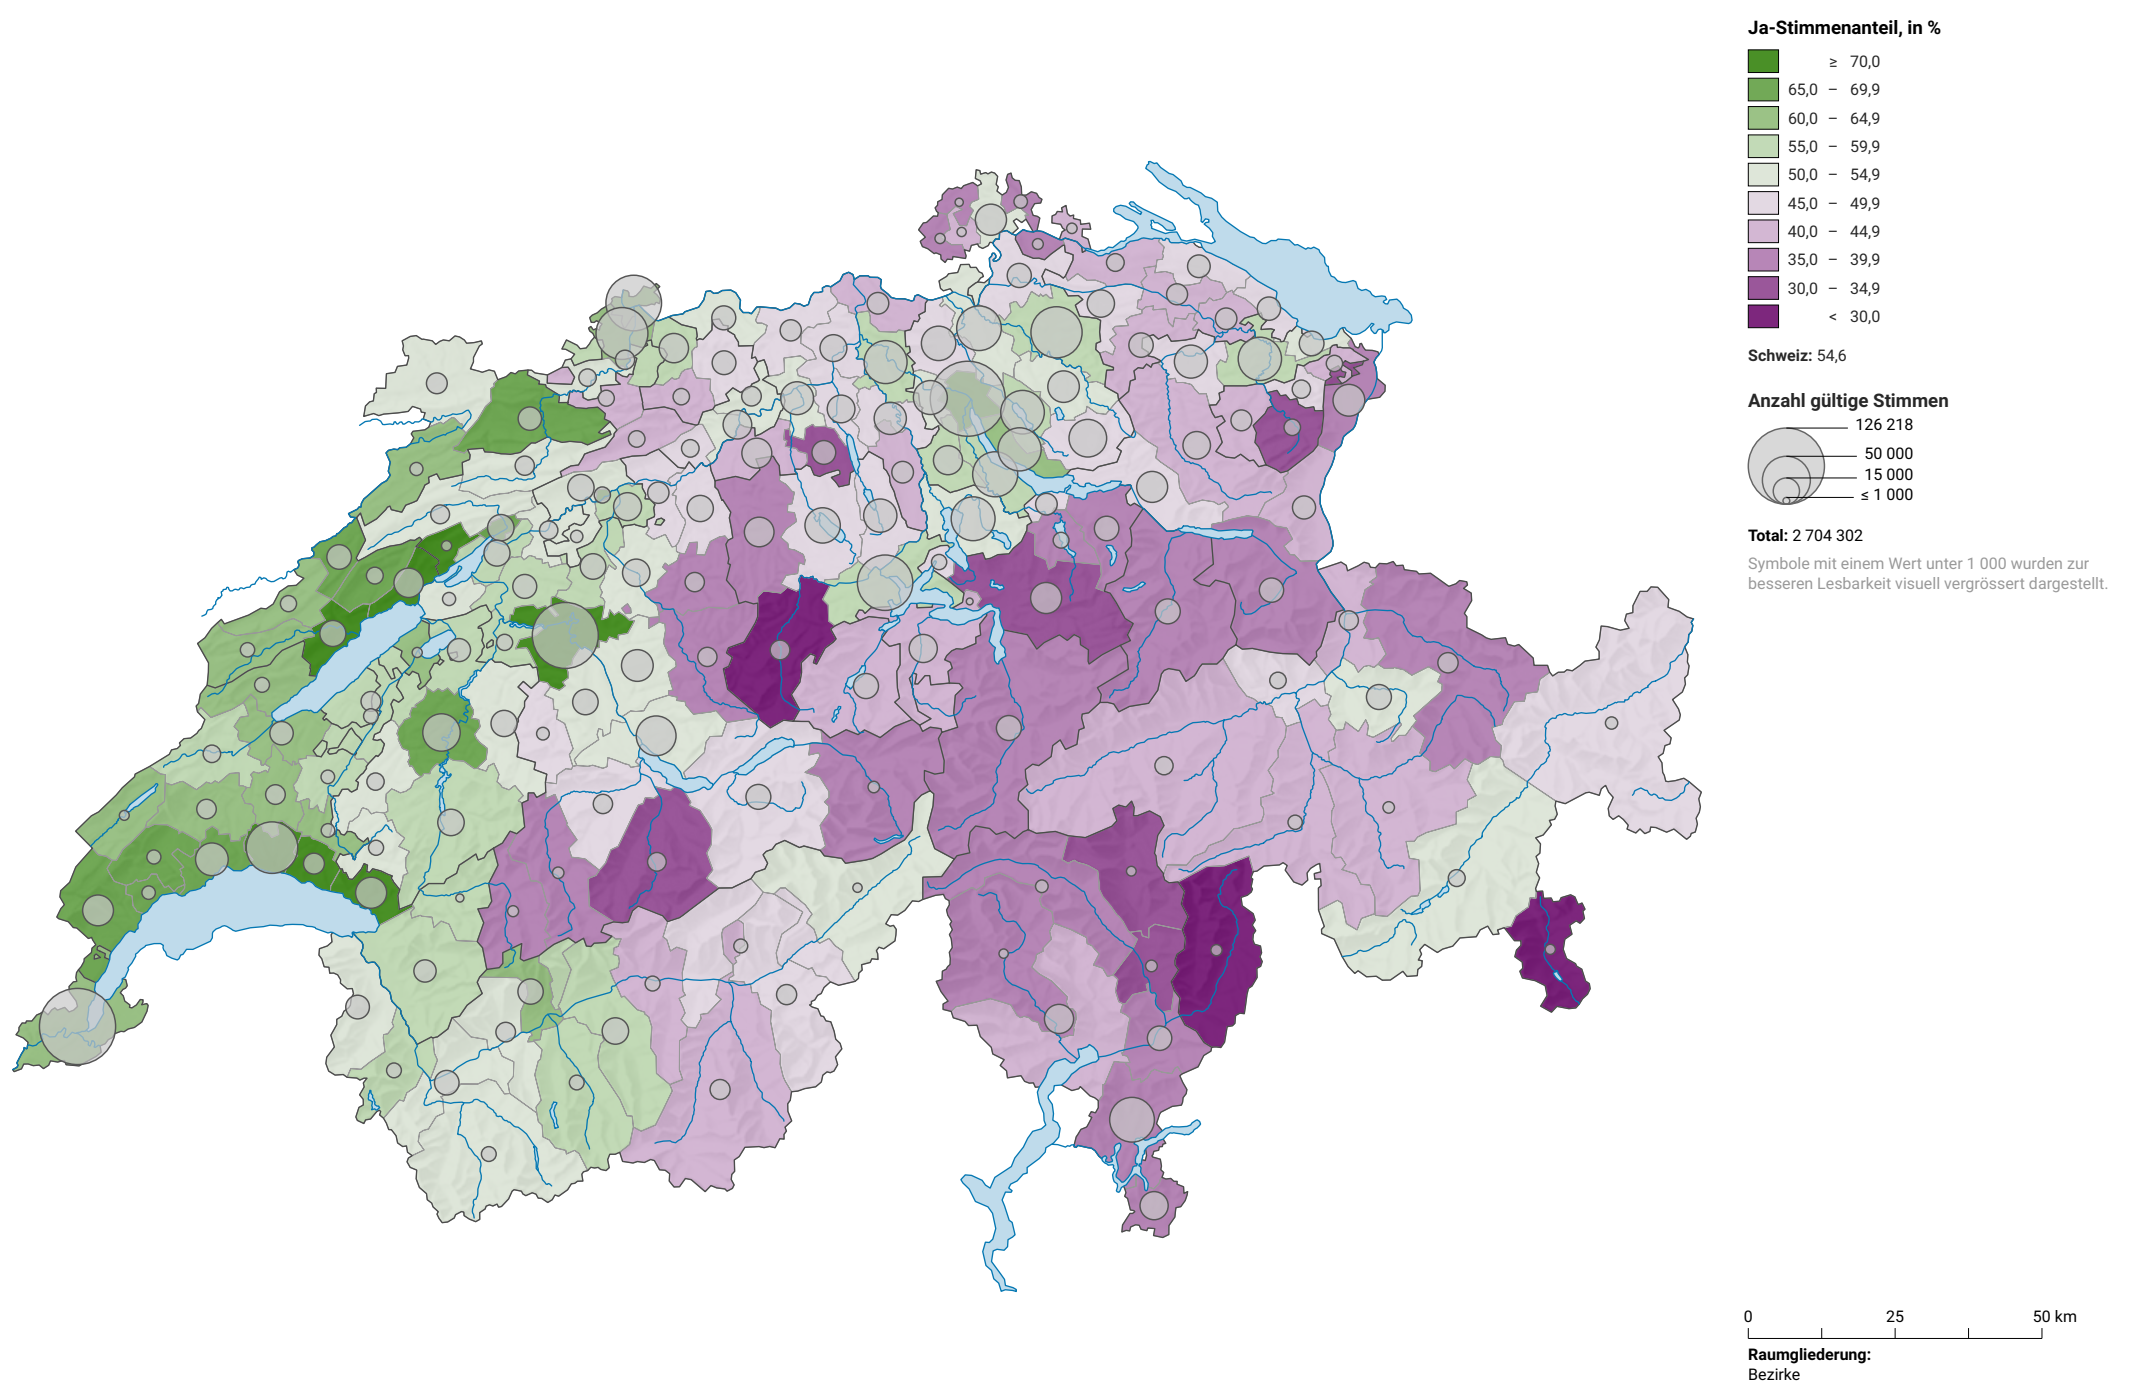 Ja-Stimmenanteil, in %
≥ 70,0
65,0 – 69,9
60,0 – 64,9
55,0 – 59,9
50,0 – 54,9
45,0 – 49,9
40,0 – 44,9
35,0 – 39,9
30,0 – 34,9
< 30,0
Schweiz: 54,6
Anzahl gültige Stimmen
126 218
50 000
15 000
≤ 1 000
Total: 2 704 302
Symbole mit einem Wert unter 1 000 wurden zur
besseren Lesbarkeit visuell vergrössert dargestellt.
0 25 50 km
Raumgliederung:
Bezirke